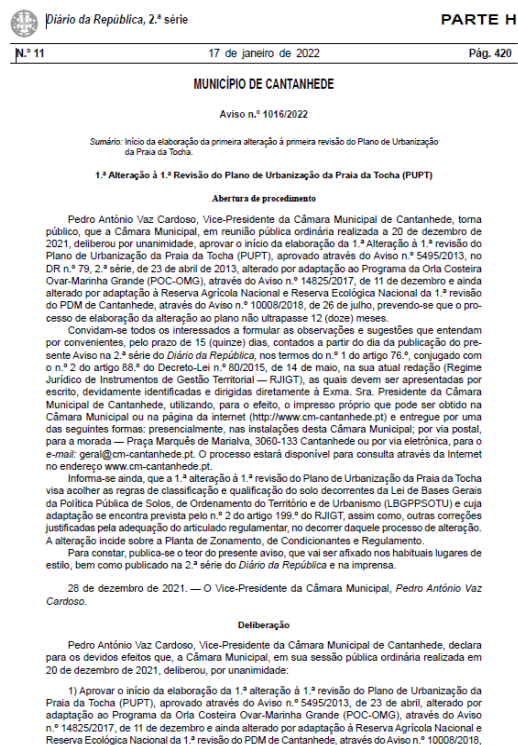 Diário da República, 2.ª série
PARTE H
N.º 11
17 de janeiro de 2022
Pág. 420
MUNICÍPIO DE CANTANHEDE
Aviso n.º 1016/2022
Sumário: Início da elaboração da primeira alteração à primeira revisão do Plano de Urbanização
da Praia da Tocha.
1.ª Alteração à 1.ª Revisão do Plano de Urbanização da Praia da Tocha (PUPT)
Abertura de procedimento
Pedro António Vaz Cardoso, Vice-Presidente da Câmara Municipal de Cantanhede, torna
público, que a Câmara Municipal, em reunião pública ordinária realizada a 20 de dezembro de
2021, deliberou por unanimidade, aprovar o início da elaboração da 1.ª Alteração à 1.ª revisão do
Plano de Urbanização da Praia da Tocha (PUPT), aprovado através do Aviso n.º 5495/2013, no
DR n.º 79, 2.ª série, de 23 de abril de 2013, alterado por adaptação ao Programa da Orla Costeira
Ovar-Marinha Grande (POC-OMG), através do Aviso n.º 14825/2017, de 11 de dezembro e ainda
alterado por adaptação à Reserva Agrícola Nacional e Reserva Ecológica Nacional da 1.ª revisão
do PDM de Cantanhede, através do Aviso n.º 10008/2018, de 26 de julho, prevendo-se que o pro-
cesso de elaboração da alteração ao plano não ultrapasse 12 (doze) meses.
Convidam-se todos os interessados a formular as observações e sugestões que entendam
por convenientes, pelo prazo de 15 (quinze) dias, contados a partir do dia da publicação do pre-
sente Aviso na 2.ª série do Diário da República, nos termos do n.º 1 do artigo 76.º, conjugado com
o n.º 2 do artigo 88.º do Decreto-Lei n.º 80/2015, de 14 de maio, na sua atual redação (Regime
Jurídico de Instrumentos de Gestão Territorial — RJIGT), as quais devem ser apresentadas por
escrito, devidamente identificadas e dirigidas diretamente à Exma. Sra. Presidente da Câmara
Municipal de Cantanhede, utilizando, para o efeito, o impresso próprio que pode ser obtido na
Câmara Municipal ou na página da internet (http://www.cm-cantanhede.pt) e entregue por uma
das seguintes formas: presencialmente, nas instalações desta Câmara Municipal; por via postal,
para a morada — Praça Marquês de Marialva, 3060-133 Cantanhede ou por via eletrónica, para o
e-mail: geral@cm-cantanhede.pt. O processo estará disponível para consulta através da Internet
no endereço www.cm-cantanhede.pt.
Informa-se ainda, que a 1.ª alteração à 1.ª revisão do Plano de Urbanização da Praia da Tocha
visa acolher as regras de classificação e qualificação do solo decorrentes da Lei de Bases Gerais
da Política Pública de Solos, de Ordenamento do Território e de Urbanismo (LBGPPSOTU) e cuja
adaptação se encontra prevista pelo n.º 2 do artigo 199.º do RJIGT, assim como, outras correções
justificadas pela adequação do articulado regulamentar, no decorrer daquele processo de alteração.
A alteração incide sobre a Planta de Zonamento, de Condicionantes e Regulamento.
Para constar, publica-se o teor do presente aviso, que vai ser afixado nos habituais lugares de
estilo, bem como publicado na 2.ª série do Diário da República e na imprensa.
28 de dezembro de 2021. — O Vice-Presidente da Câmara Municipal, Pedro António Vaz
Cardoso.
Deliberação
Pedro António Vaz Cardoso, Vice-Presidente da Câmara Municipal de Cantanhede, declara
para os devidos efeitos que, a Câmara Municipal, em sua sessão pública ordinária realizada em
20 de dezembro de 2021, deliberou, por unanimidade:
1) Aprovar o início da elaboração da 1.ª alteração à 1.ª revisão do Plano de Urbanização da
Praia da Tocha (PUPT), aprovado através do Aviso n.º 5495/2013, de 23 de abril, alterado por
adaptação ao Programa da Orla Costeira Ovar-Marinha Grande (POC-OMG), através do Aviso
n.º 14825/2017, de 11 de dezembro e ainda alterado por adaptação à Reserva Agrícola Nacional e
Reserva Ecológica Nacional da 1.ª revisão do PDM de Cantanhede, através do Aviso n.º 10008/2018,